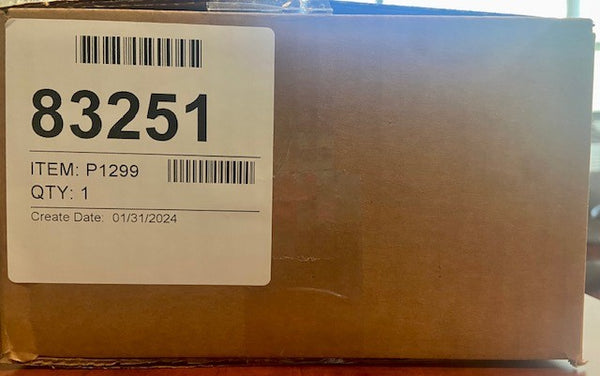 83251
ITEM: P1299
QTY: 1
Create Date: 01/31/2024